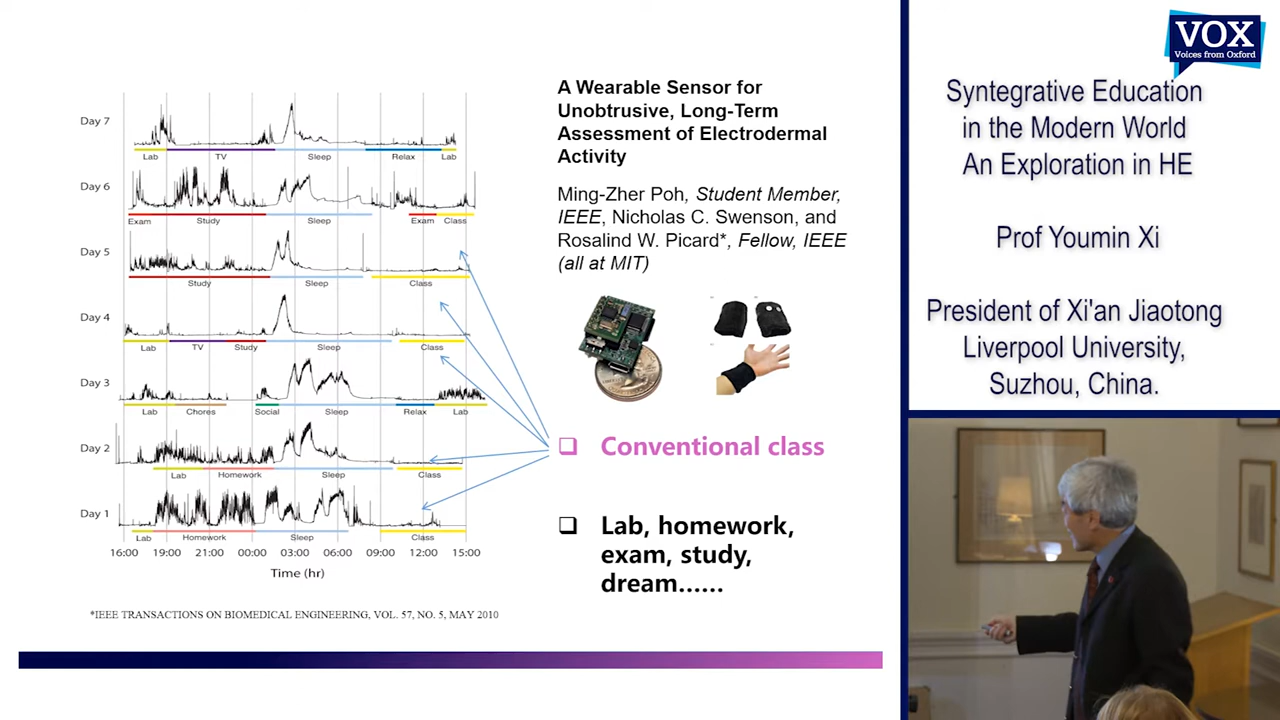 A Wearable Sensor for
Unobtrusive, Long-Term
Assessment of Electrodermal
Activity
Ming-Zher Poh, Student Member,
IEEE, Nicholas C. Swenson, and
Rosalind W. Picard*, Fellow, IEEE
(all at MIT)
Day 7
Lab TV Sleep Relax Lab
Day 6
Exam Study Sleep Exam Class
Day 5
Study Sleep Class
Day 4
Lab TV Study Sleep Class
Day 3
Lab Chores Social Sleep Relax Lab
Day 2
Lab Homework Sleep Class
Day 1
Lab Homework Sleep Class
16:00 19:00 21:00 00:00 03:00 06:00 09:00 12:00 15:00
Time (hr)
Conventional class
Lab, homework,
exam, study,
dream......
*IEEE TRANSACTIONS ON BIOMEDICAL ENGINEERING, VOL. 57, NO. 5, MAY 2010
VOX
Voices from Oxford
Syntegrative Education
in the Modern World
An Exploration in HE
Prof Youmin Xi
President of Xi'an Jiaotong
Liverpool University,
Suzhou, China.